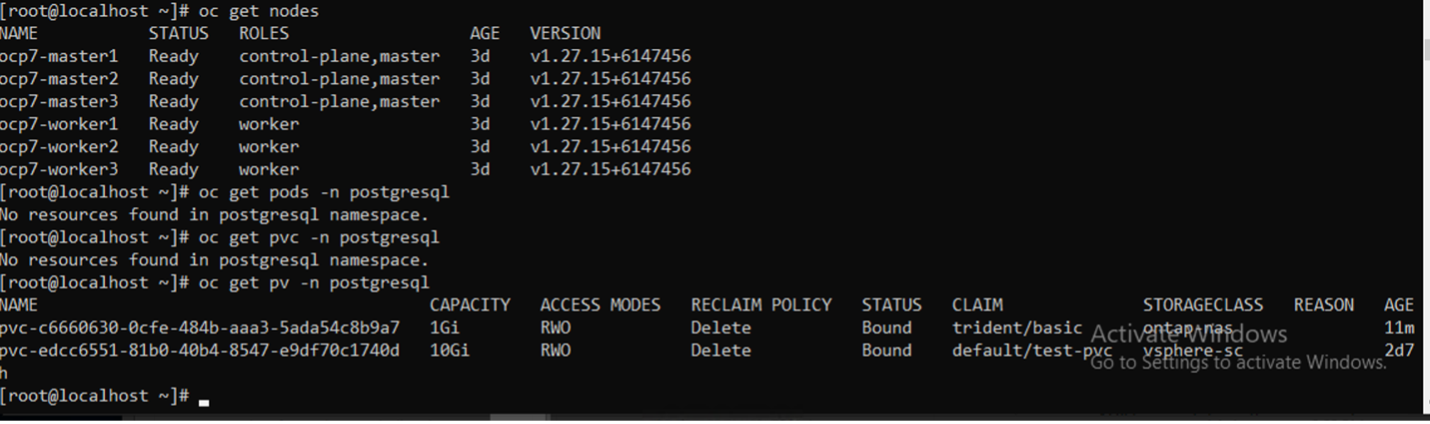 [root@localhost ~]# oc get nodes
NAME STATUS ROLES AGE VERSION
ocp7-master1 Ready control-plane,master 3d v1.27.15+6147456
ocp7-master2 Ready control-plane,master 3d v1.27.15+6147456
ocp7-master3 Ready control-plane,master 3d v1.27.15+6147456
ocp7-worker1 Ready worker 3d v1.27.15+6147456
ocp7-worker2 Ready worker 3d v1.27.15+6147456
ocp7-worker3 Ready worker 3d v1.27.15+6147456
[root@localhost ~]# oc get pods -n postgresql
No resources found in postgresql namespace.
[root@localhost ~]# oc get pvc -n postgresql
No resources found in postgresql namespace.
[root@localhost ~]# oc get pv -n postgresql
NAME CAPACITY ACCESS MODES RECLAIM POLICY STATUS CLAIM STORAGECLASS REASON AGE
pvc-c6660630-0cfe-484b-aaa3-5ada54c8b9a7 1Gi RWO Delete Bound trident/basic ontap-nas 11m
pvc-edcc6551-81b0-40b4-8547-e9df70c1740d 10Gi RWO Delete Bound default/test-pvc vsphere-sc 2d7
h
[root@localhost ~]#
Activate Windows
Go to Settings to activate Windows.